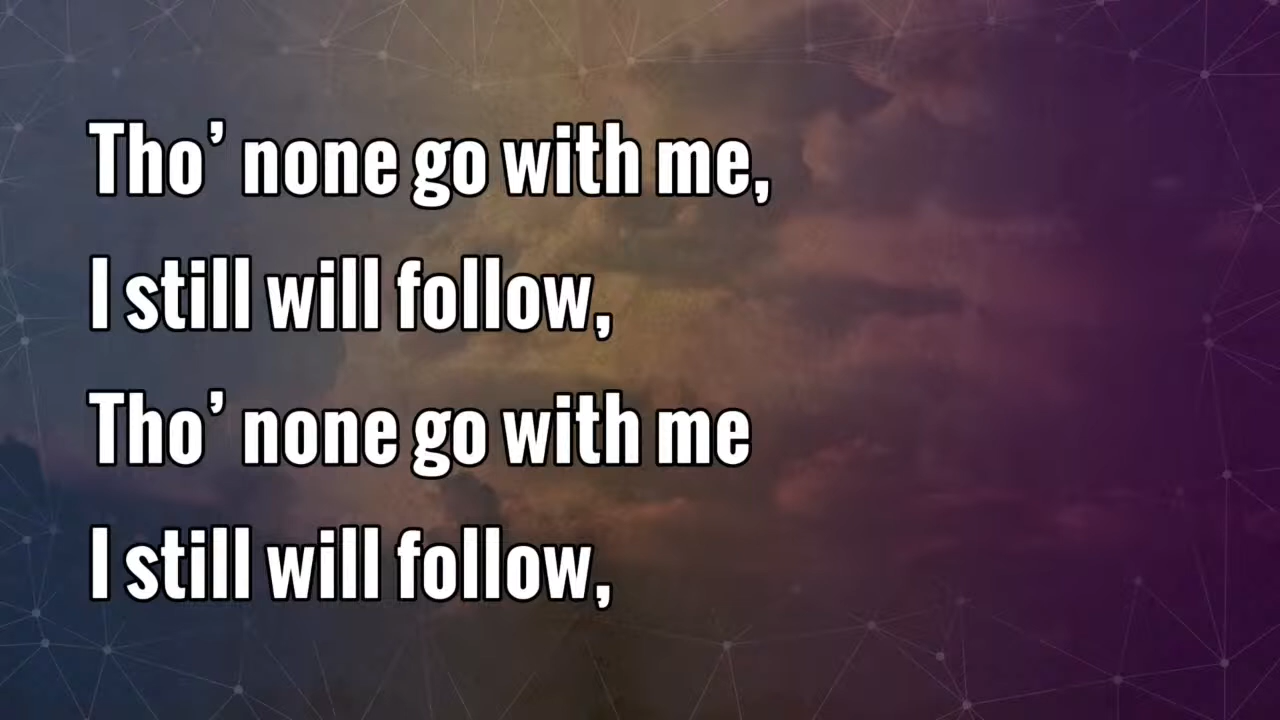 Tho’ none go with me,
I still will follow,
Tho’ none go with me
I still will follow,